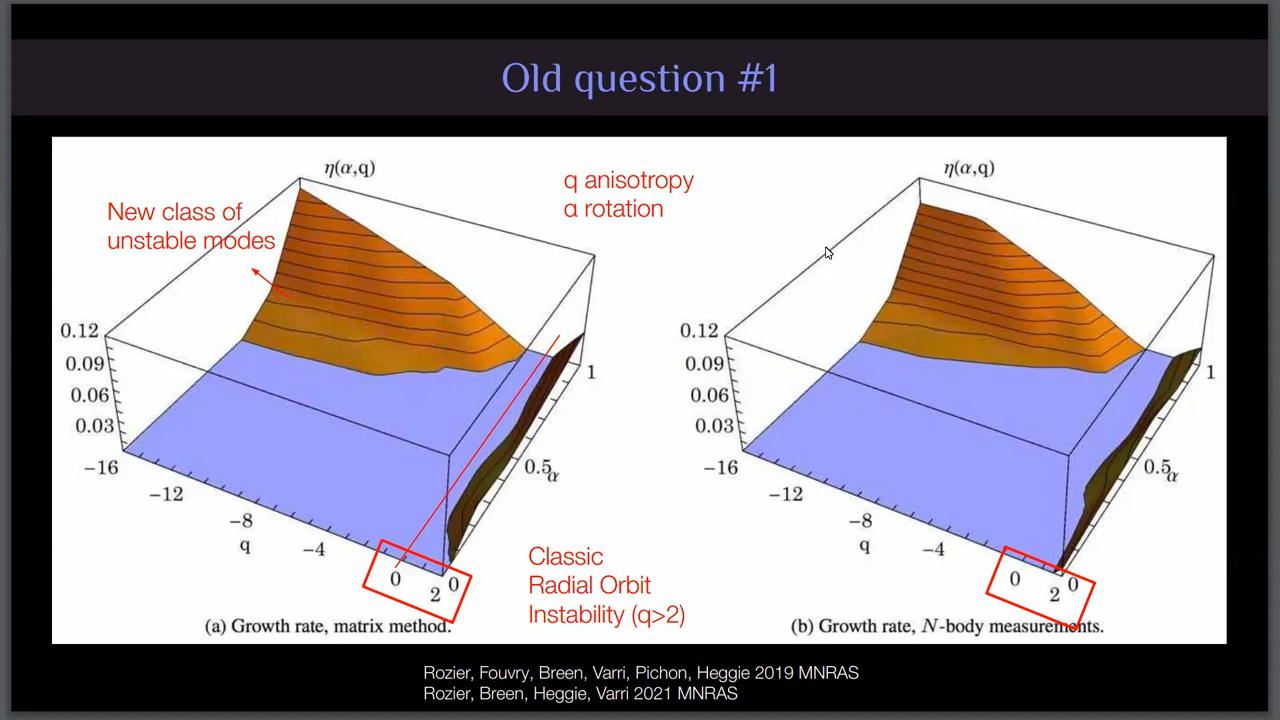 Old question #1
η(α,q)
New class of
unstable modes
q anisotropy
α rotation
0.12
0.09
0.06
0.03
−16
−12
−8
−4
0
2
q
0
0.5
1
α
Classic
Radial Orbit
Instability (q>2)
(a) Growth rate, matrix method.
η(α,q)
0.12
0.09
0.06
0.03
−16
−12
−8
−4
0
2
q
0
0.5
1
α
(b) Growth rate, N-body measurements.
Rozier, Fouvry, Breen, Varri, Pichon, Heggie 2019 MNRAS
Rozier, Breen, Heggie, Varri 2021 MNRAS